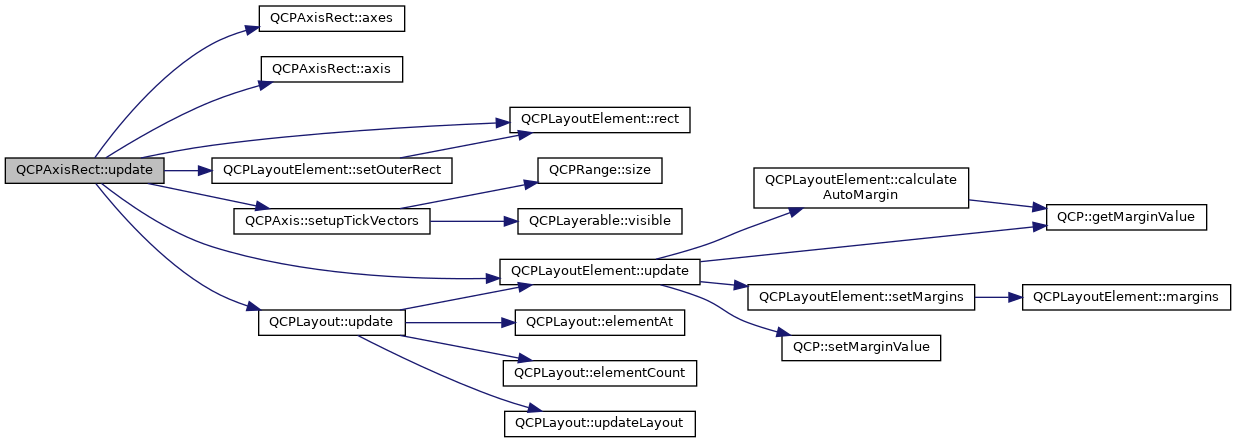 QCPAxisRect::axes
QCPAxisRect::axis
QCPLayoutElement::rect
QCPAxisRect::update
QCPLayoutElement::setOuterRect
QCPRange::size
QCPAxis::setupTickVectors
QCPLayerable::visible
QCPLayoutElement::calculate
AutoMargin
QCP::getMarginValue
QCPLayoutElement::update
QCPLayoutElement::setMargins
QCPLayoutElement::margins
QCPLayout::update
QCPLayout::elementAt
QCP::setMarginValue
QCPLayout::elementCount
QCPLayout::updateLayout